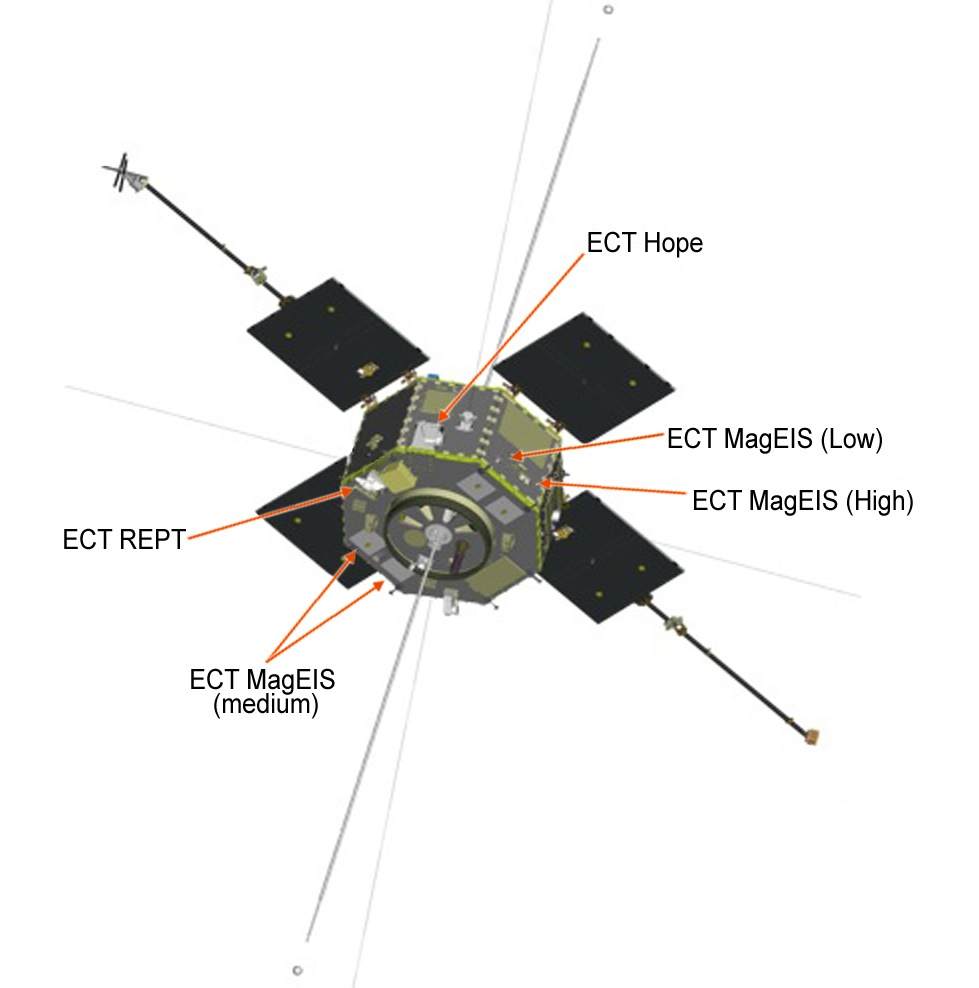 ECT Hope
ECT MagEIS (Low)
ECT MagEIS (High)
ECT REPT
ECT MagEIS
(medium)